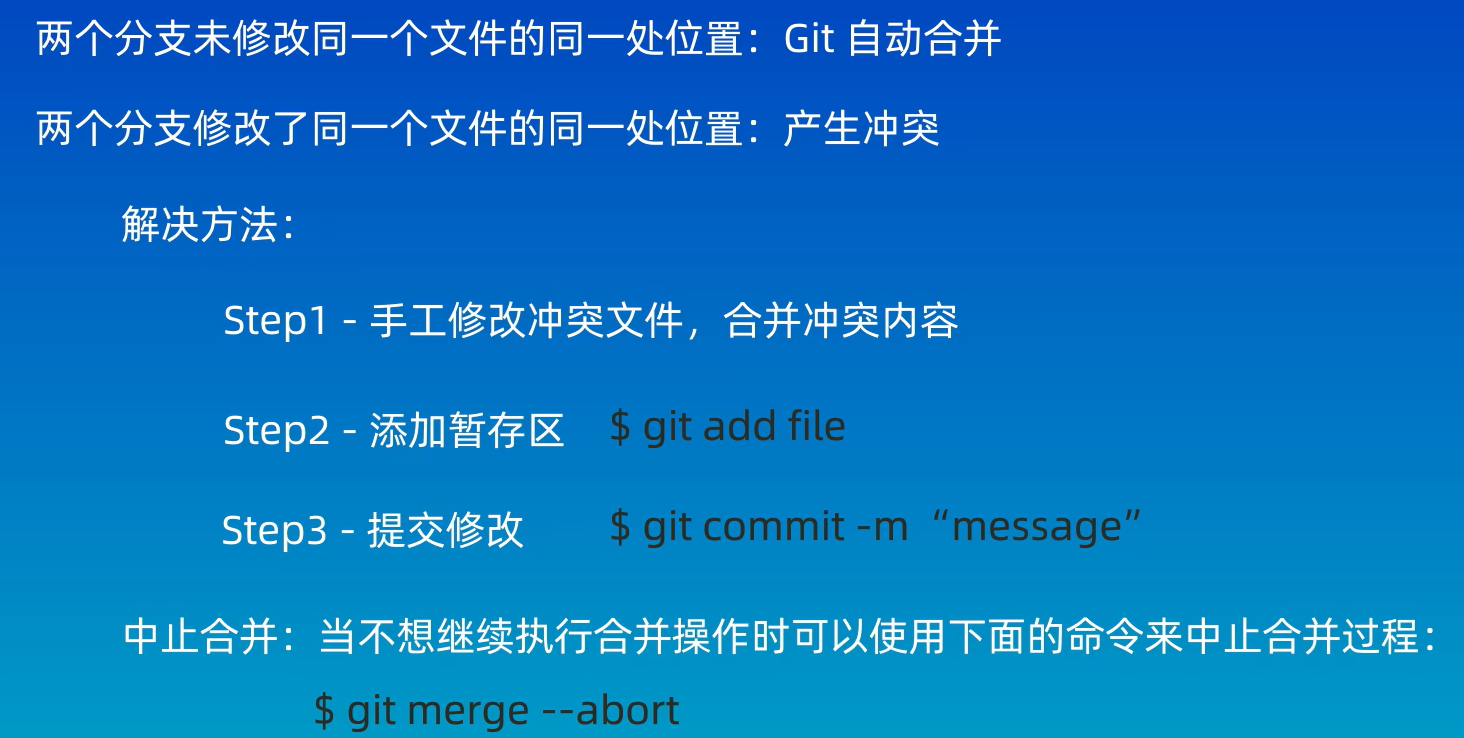 两个分支未修改同一个文件的同一处位置：Git 自动合并
两个分支修改了同一个文件的同一处位置：产生冲突
解决方法：
Step1 - 手工修改冲突文件，合并冲突内容
Step2 - 添加暂存区 $ git add file
Step3 - 提交修改 $ git commit -m “message”
中止合并：当不想继续执行合并操作时可以使用下面的命令来中止合并过程：
$ git merge --abort